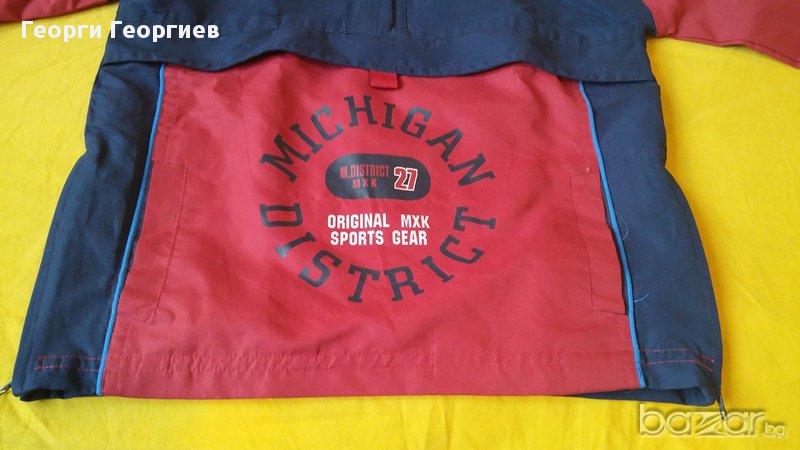 Георги Георгиев
MICHIGAN
M.DISTRICT
MXK
27
ORIGINAL MXK
SPORTS GEAR
DISTRICT
bazar.bg